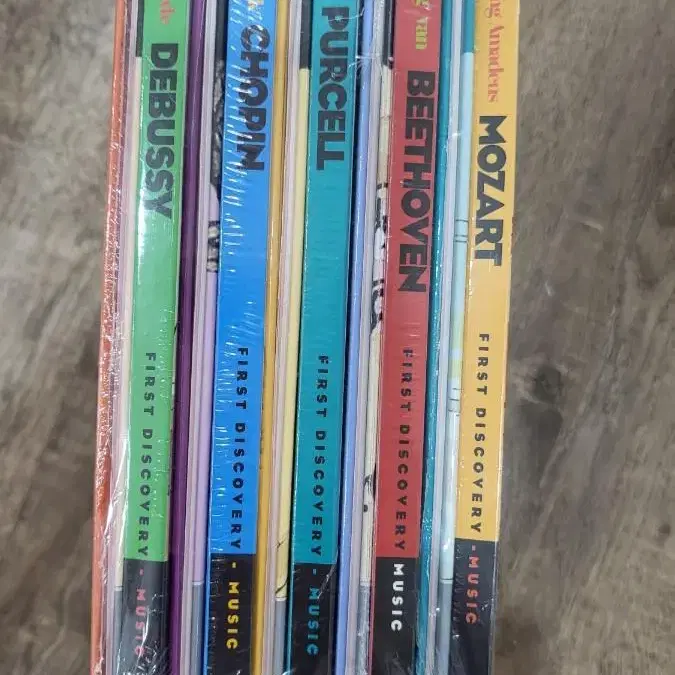 DEBUSSY
FIRST DISCOVERY - MUSIC
CHOPIN
FIRST DISCOVERY - MUSIC
PURCELL
FIRST DISCOVERY - MUSIC
van
BEETHOVEN
FIRST DISCOVERY MUSIC
Amadeus
MOZART
FIRST DISCOVERY - MUSIC